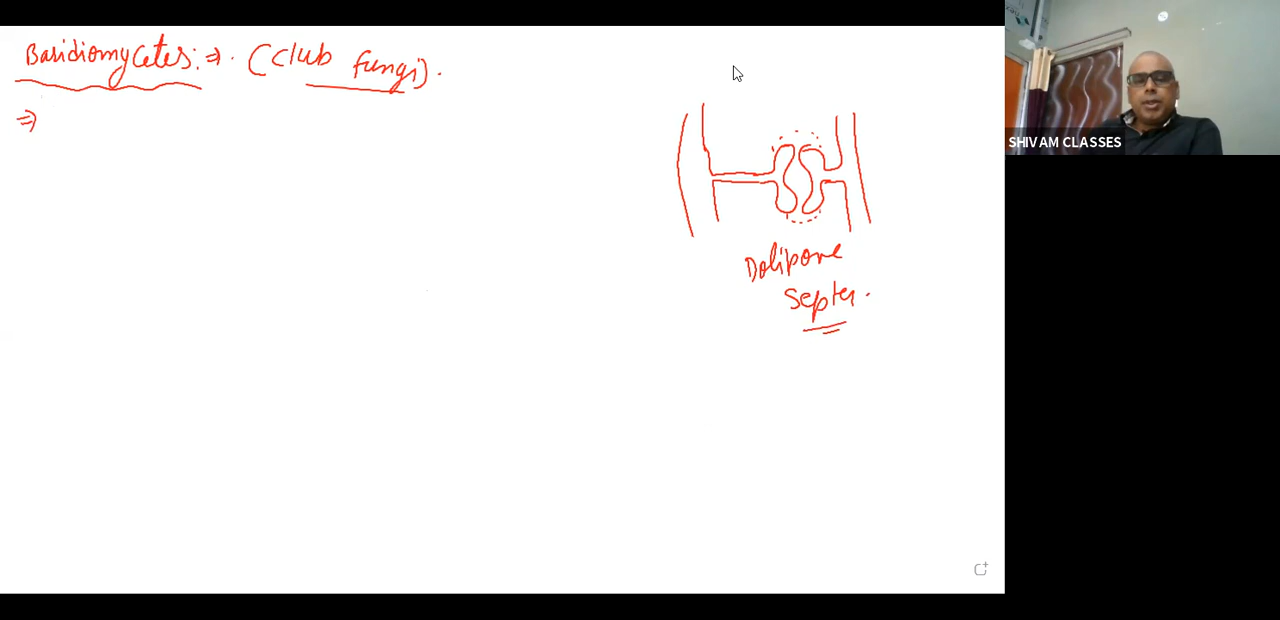 Basidiomycetes:⇒. (Club fungi).
⇒
Dolipore
Septa.
SHIVAM CLASSES